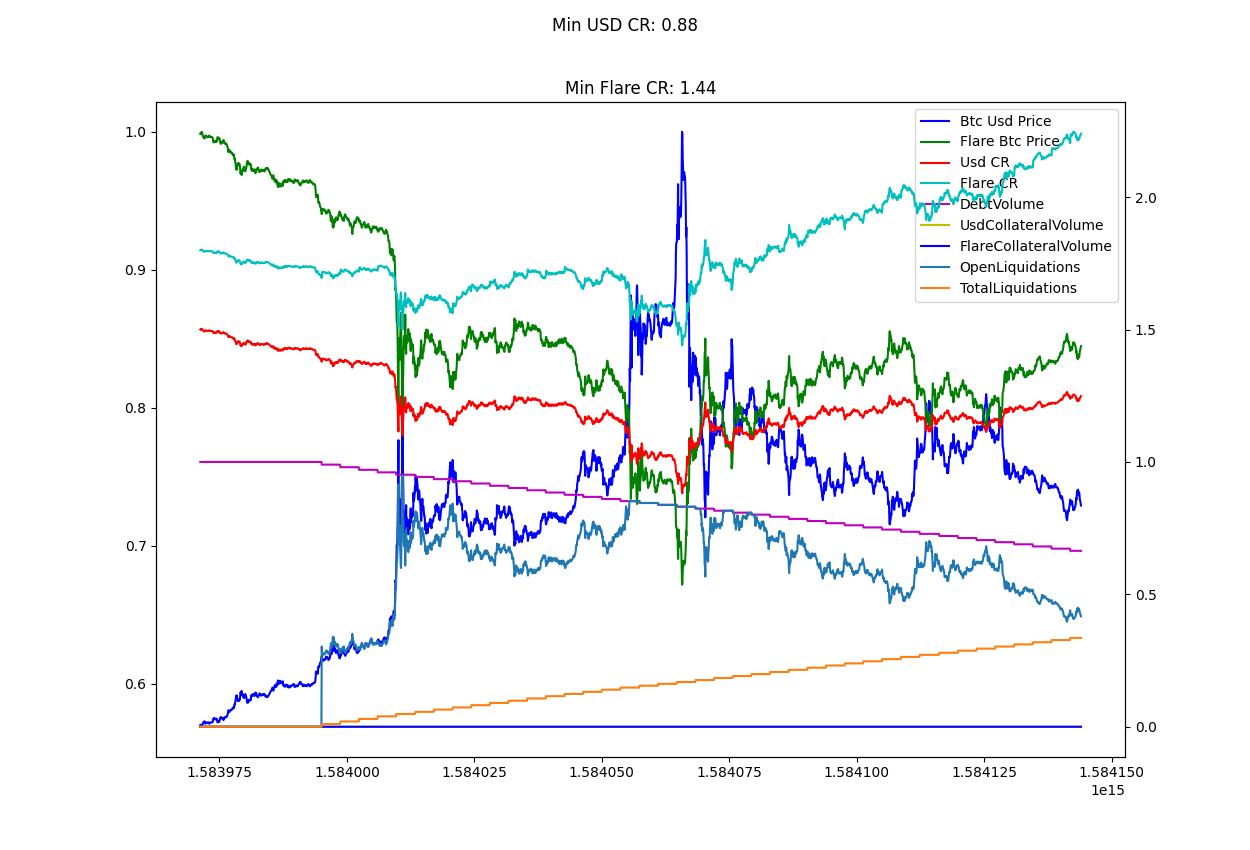 Min USD CR: 0.88
Min Flare CR: 1.44
Btc Usd Price
Flare Btc Price
Usd CR
Flare CR
DebtVolume
UsdCollateralVolume
FlareCollateralVolume
OpenLiquidations
TotalLiquidations
1.0
0.9
0.8
0.7
0.6
2.0
1.5
1.0
0.5
0.0
1.583975 1.584000 1.584025 1.584050 1.584075 1.584100 1.584125 1.584150
1e15